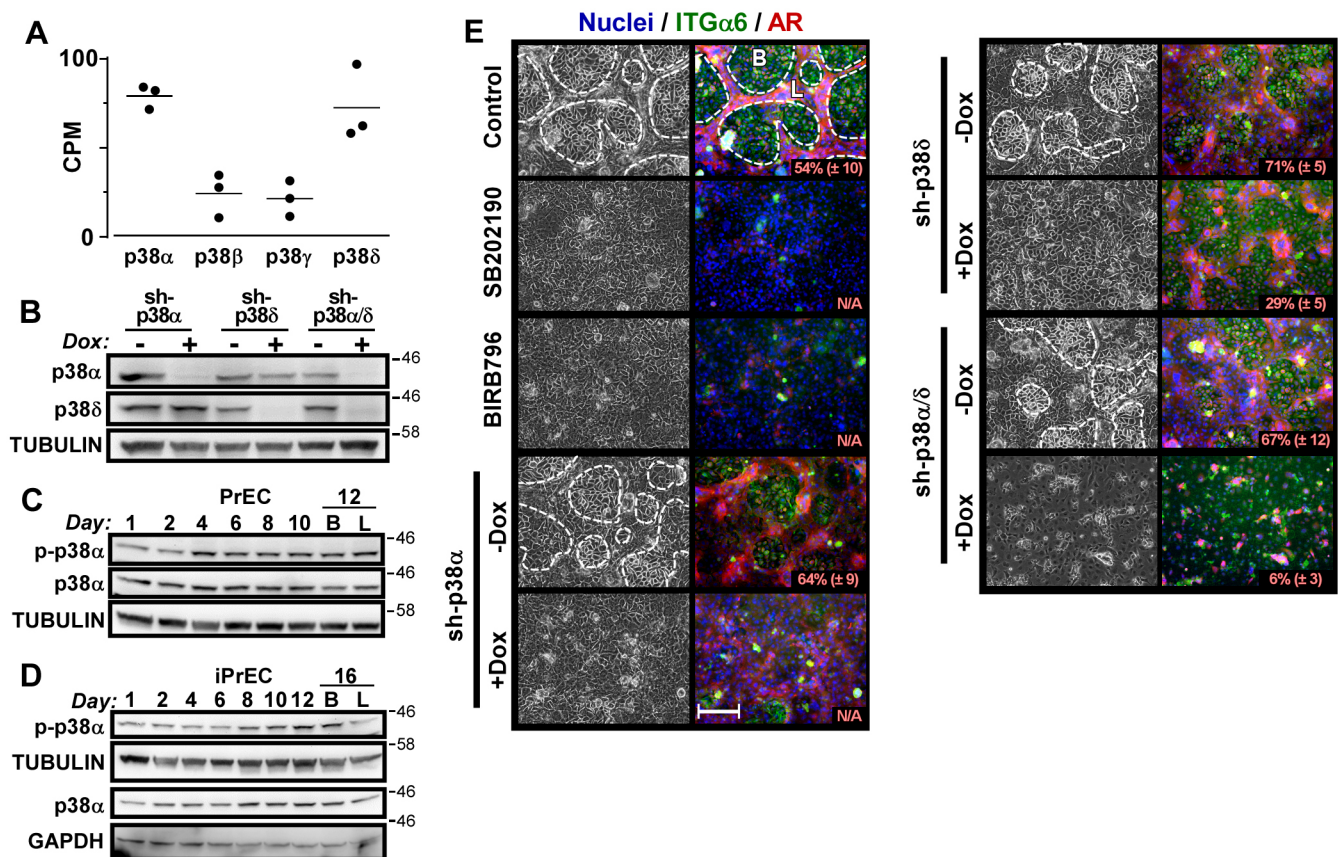 A
100
CPM
0
p38α p38β p38γ p38δ
B
sh-p38α sh-p38δ sh-p38α/δ
Dox: - + - + - +
p38α -46
p38δ -46
TUBULIN -58
C
PrEC 12
Day: 1 2 4 6 8 10 B L
p-p38α -46
p38α -46
TUBULIN -58
D
iPrEC 16
Day: 1 2 4 6 8 10 12 B L
p-p38α -46
TUBULIN -58
p38α -46
GAPDH -46
E
Nuclei / ITGα6 / AR
Control
B
L
54% (± 10)
SB202190
N/A
BIRB796
N/A
sh-p38α
-Dox
64% (± 9)
+Dox
N/A
sh-p38δ
-Dox
71% (± 5)
+Dox
29% (± 5)
sh-p38α/δ
-Dox
67% (± 12)
+Dox
6% (± 3)